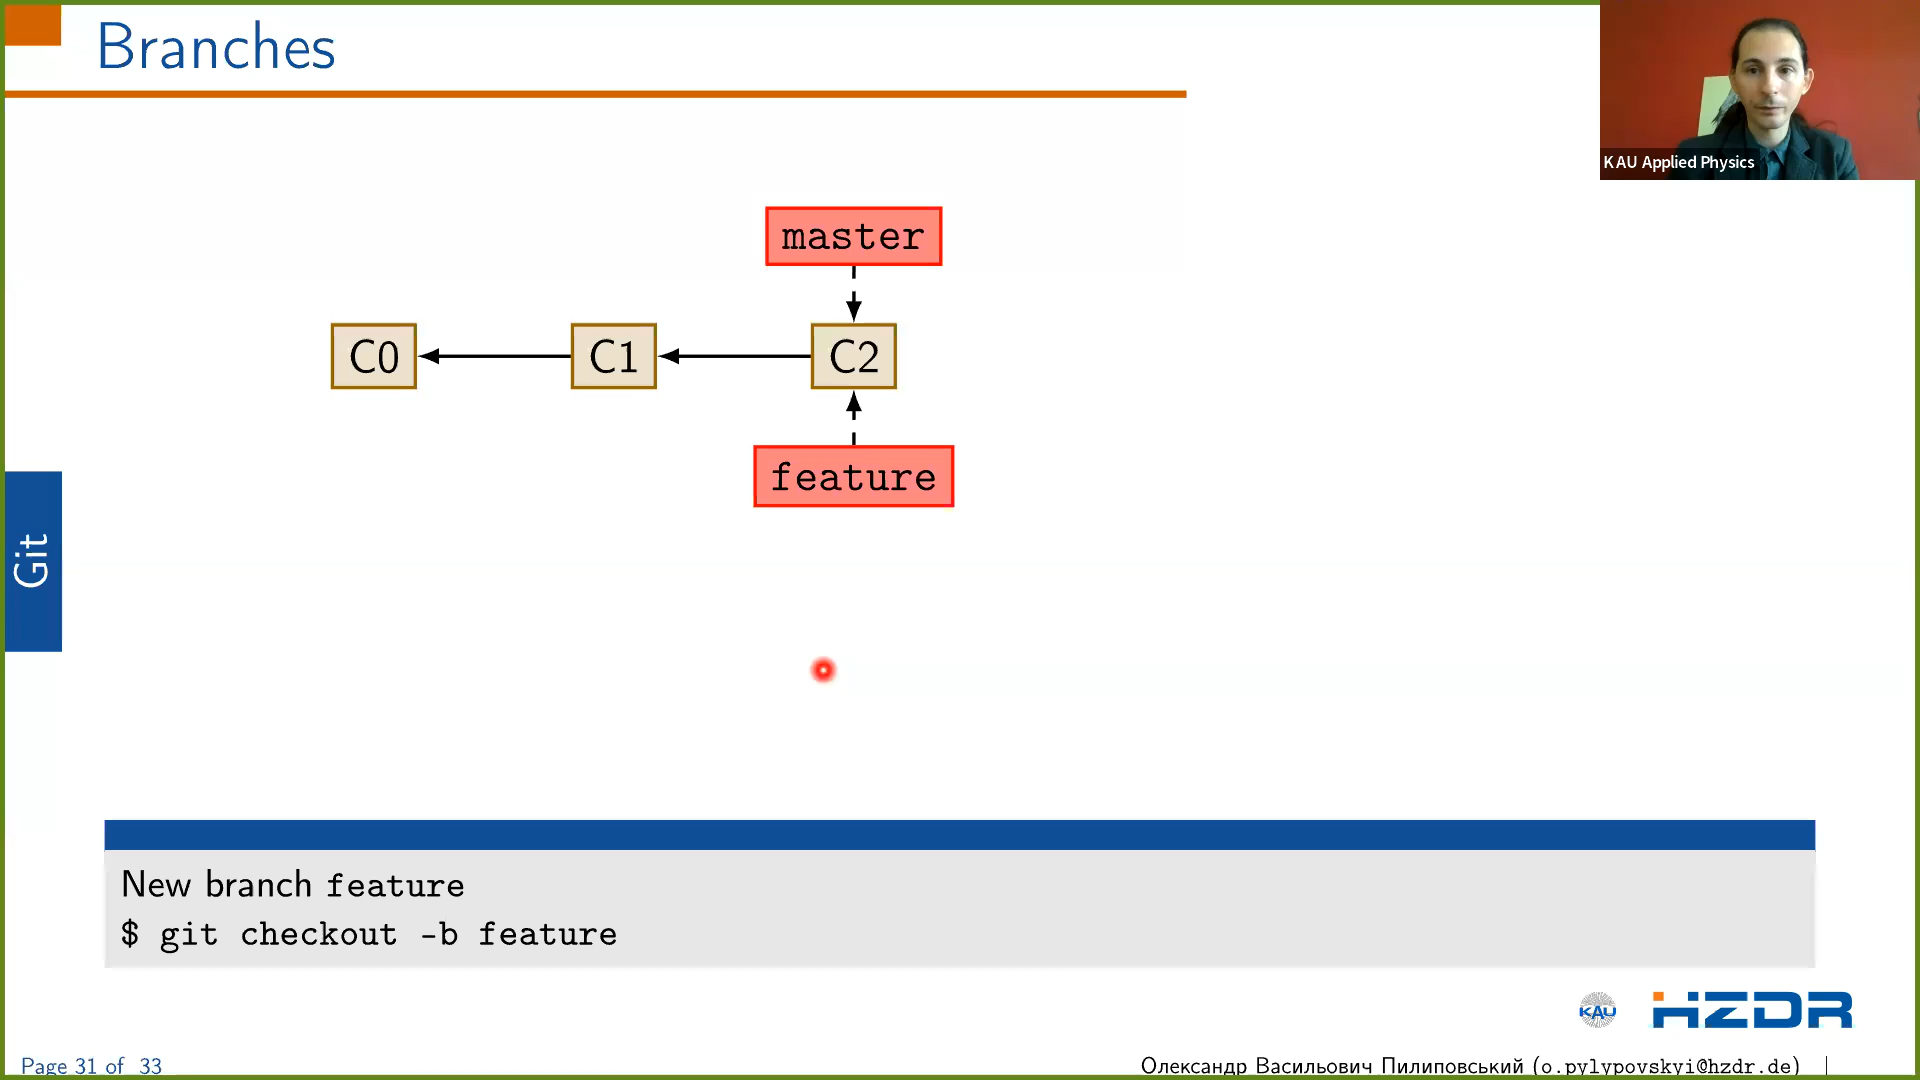 Branches
KAU Applied Physics
master
C0 C1 C2
feature
Git
New branch feature
$ git checkout -b feature
KAU HZDR
Page 31 of 33
Олександр Васильович Пилиповський (o.pylypovskyi@hzdr.de)